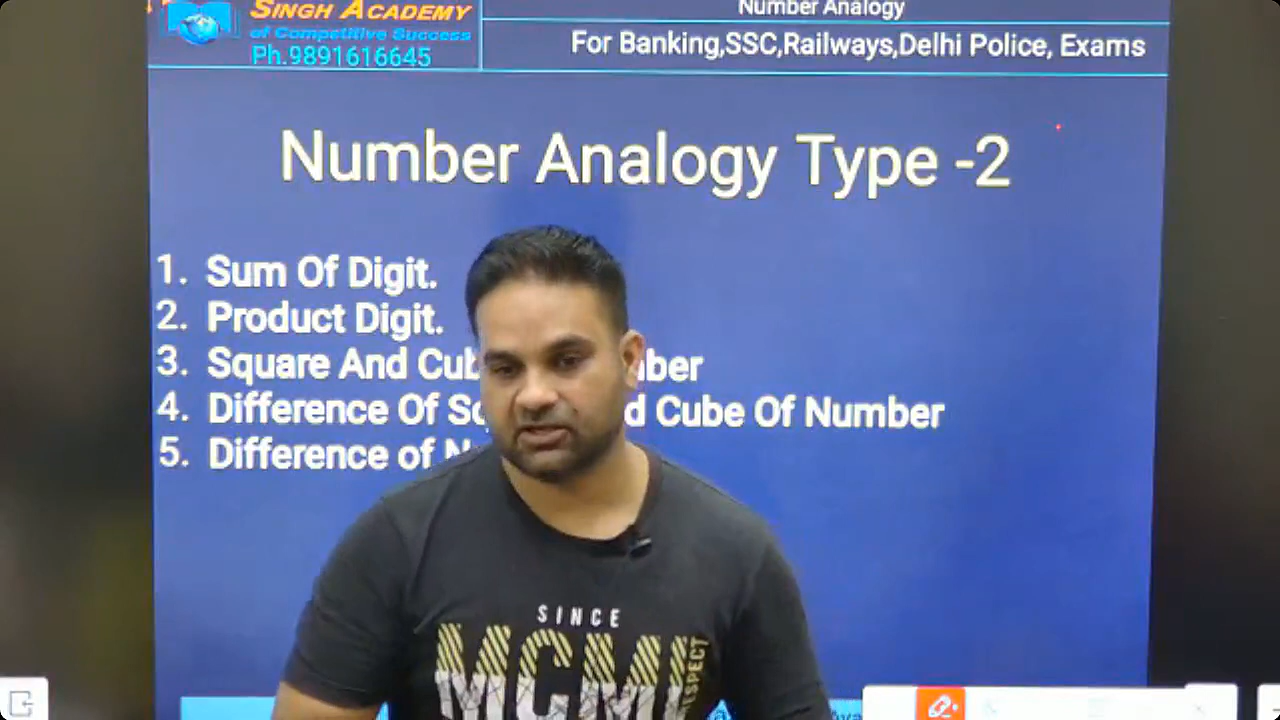 SINGH ACADEMY
of Competitive Success
Ph.9891616645
Number Analogy
For Banking,SSC,Railways,Delhi Police, Exams
Number Analogy Type -2
1. Sum Of Digit.
2. Product Digit.
3. Square And Cub
4. Difference Of Cube Of Number
5. Difference of
SINCE
MCML